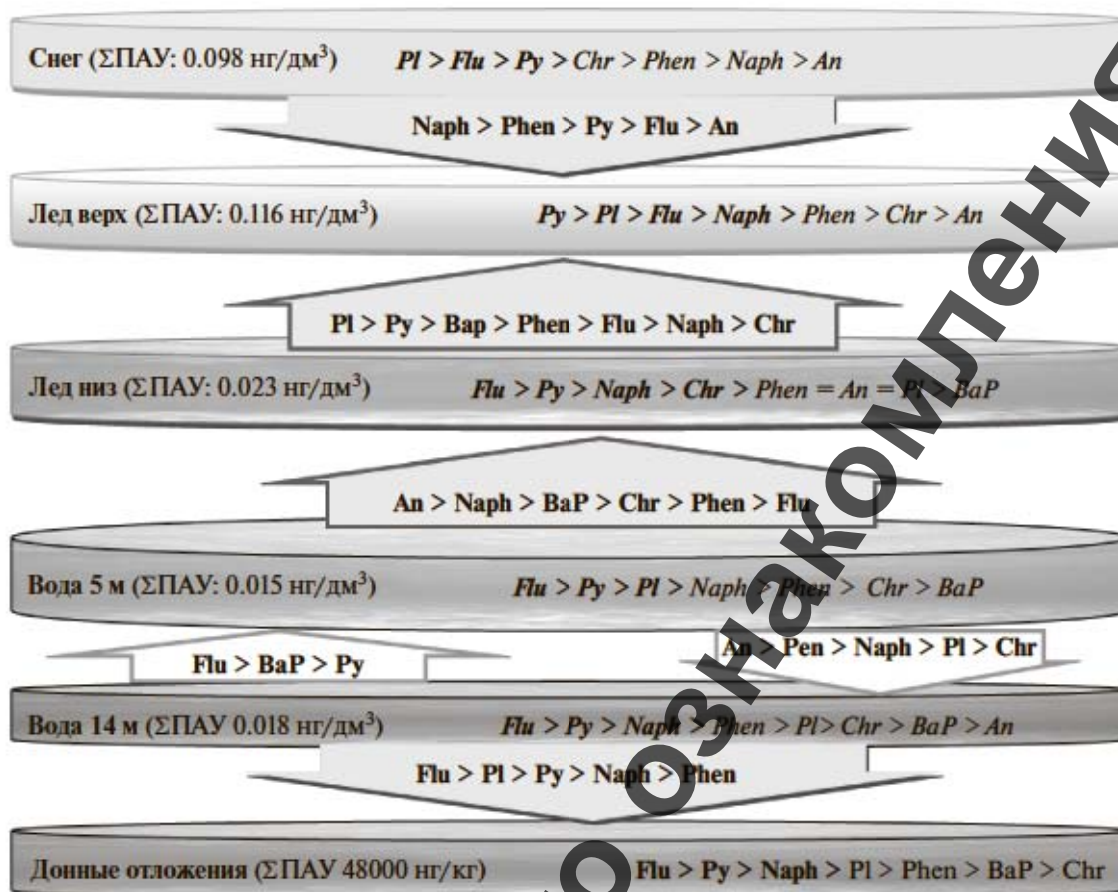 Снег (ΣПАУ: 0.098 нг/дм³) Pl > Flu > Py > Chr > Phen > Naph > An
Naph > Phen > Py > Flu > An
Лед верх (ΣПАУ: 0.116 нг/дм³) Py > Pl > Flu > Naph > Phen > Chr > An
Pl > Py > Bap > Phen > Flu > Naph > Chr
Лед низ (ΣПАУ: 0.023 нг/дм³) Flu > Py > Naph > Chr > Phen = An = Pl > BaP
An > Naph > BaP > Chr > Phen > Flu
Вода 5 м (ΣПАУ: 0.015 нг/дм³) Flu > Py > Pl > Naph > Phen > Chr > BaP
Flu > BaP > Py
An > Pen > Naph > Pl > Chr
Вода 14 м (ΣПАУ 0.018 нг/дм³) Flu > Py > Naph > Phen > Pl> Chr > BaP > An
Flu > Pl > Py > Naph > Phen
Донные отложения (ΣПАУ 48000 нг/кг) Flu > Py > Naph > Pl > Phen > BaP > Chr
о ознакомления